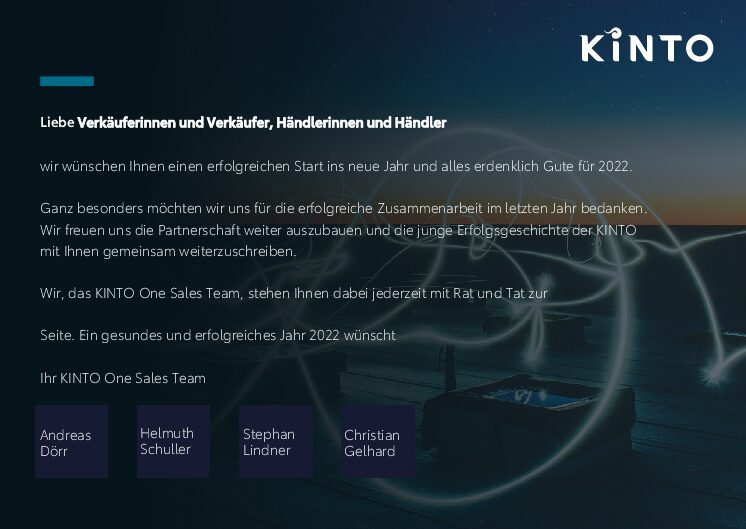 KINTO
Liebe Verkäuferinnen und Verkäufer, Händlerinnen und Händler
wir wünschen Ihnen einen erfolgreichen Start ins neue Jahr und alles erdenklich Gute für 2022.
Ganz besonders möchten wir uns für die erfolgreiche Zusammenarbeit im letzten Jahr bedanken.
Wir freuen uns die Partnerschaft weiter auszubauen und die junge Erfolgsgeschichte der KINTO
mit Ihnen gemeinsam weiterzuschreiben.
Wir, das KINTO One Sales Team, stehen Ihnen dabei jederzeit mit Rat und Tat zur
Seite. Ein gesundes und erfolgreiches Jahr 2022 wünscht
Ihr KINTO One Sales Team
Andreas
Dörr
Helmuth
Schuller
Stephan
Lindner
Christian
Gelhard